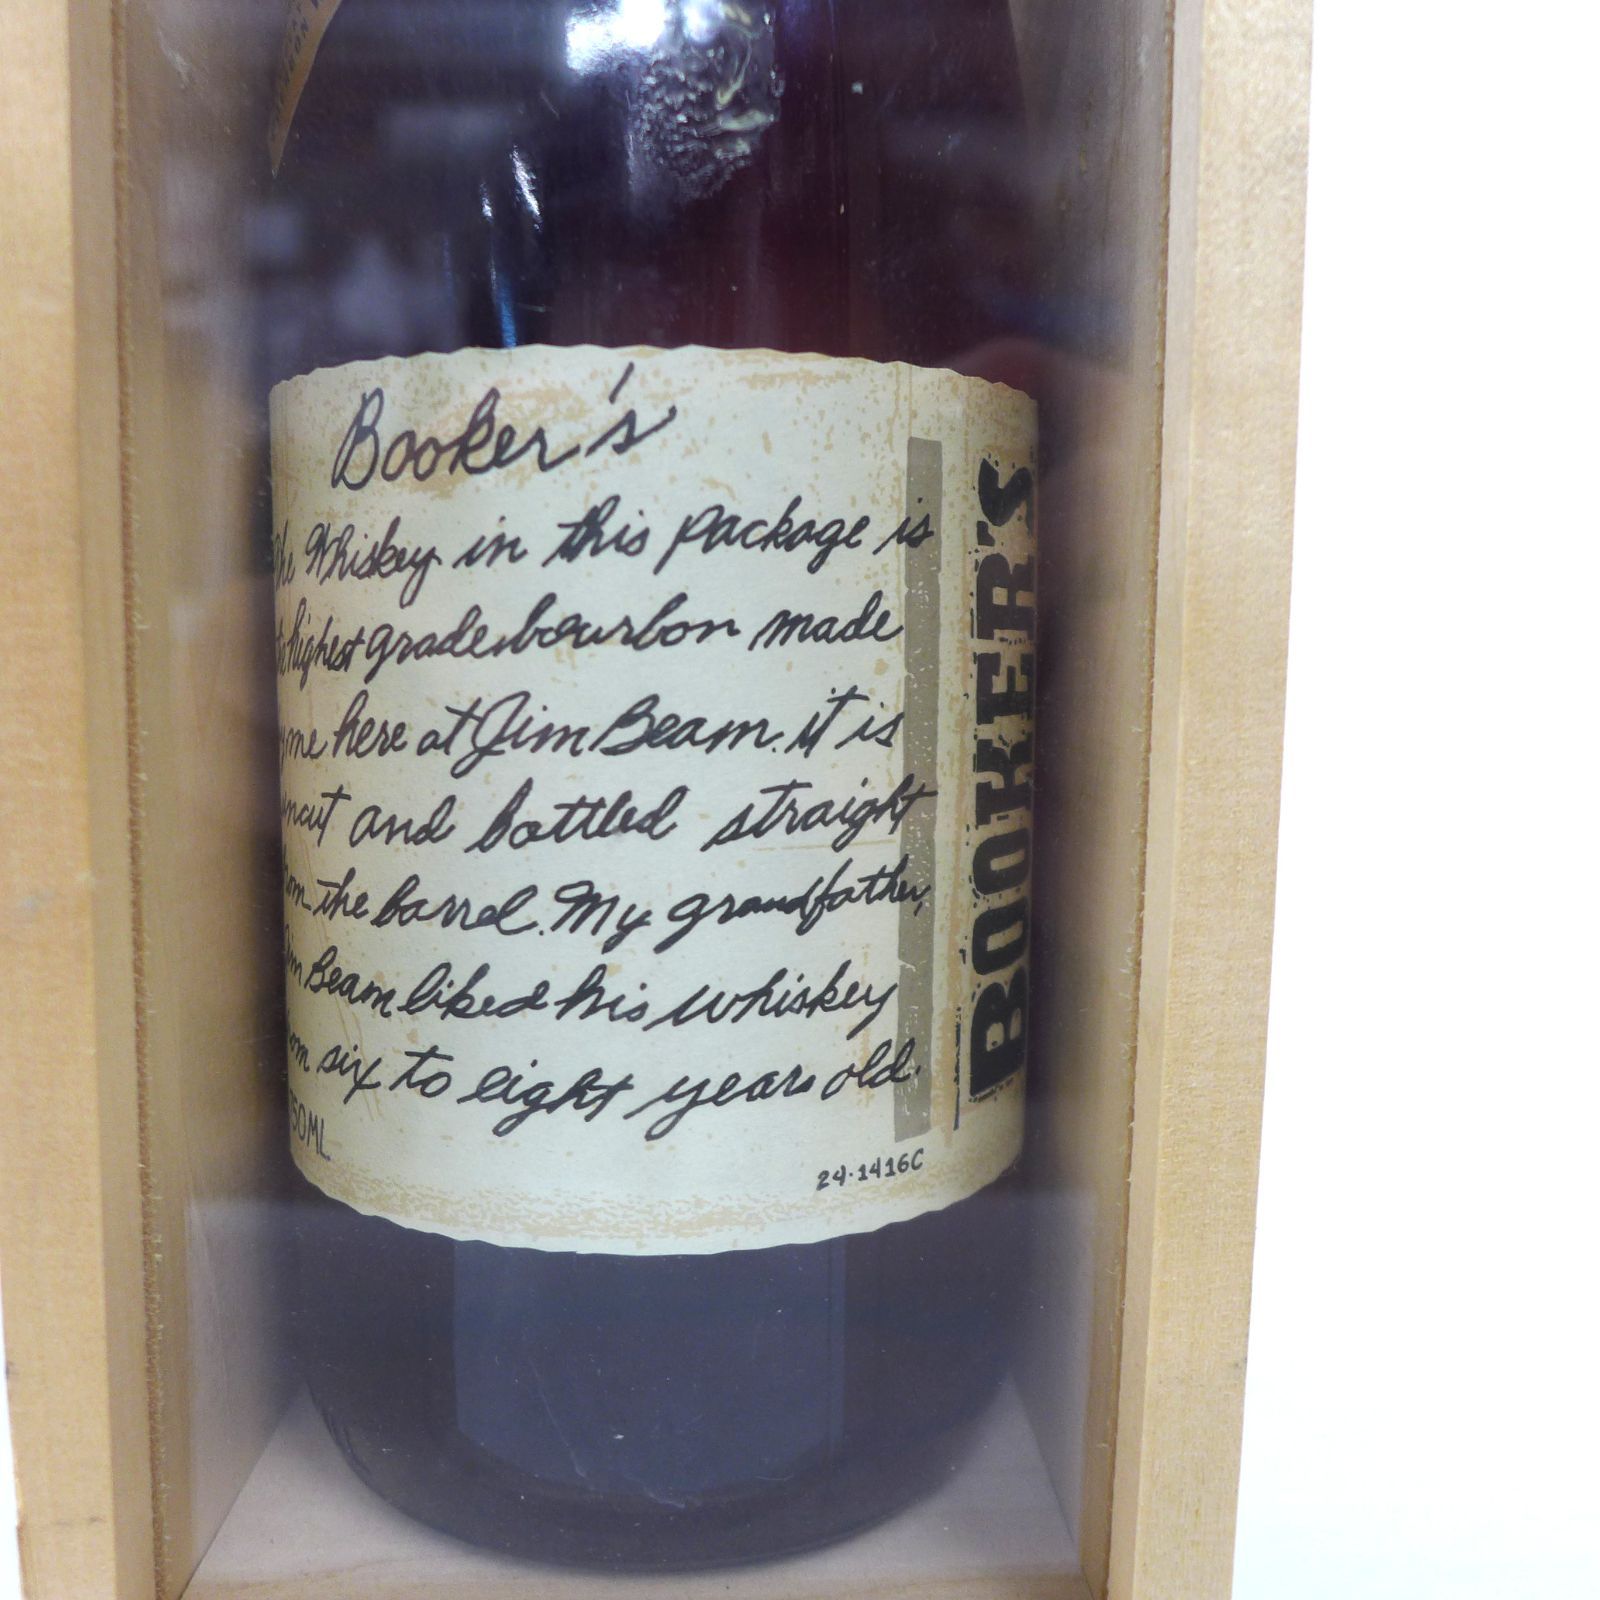 Booker's
the Whiskey in this package is
the highest grade bourbon made
me here at Jim Beam. it is
uncut and bottled straight
from the barrel. My grandfather,
Jim Beam liked his whiskey
from six to eight years old.
750ML
24-1416C
BOOKER'S